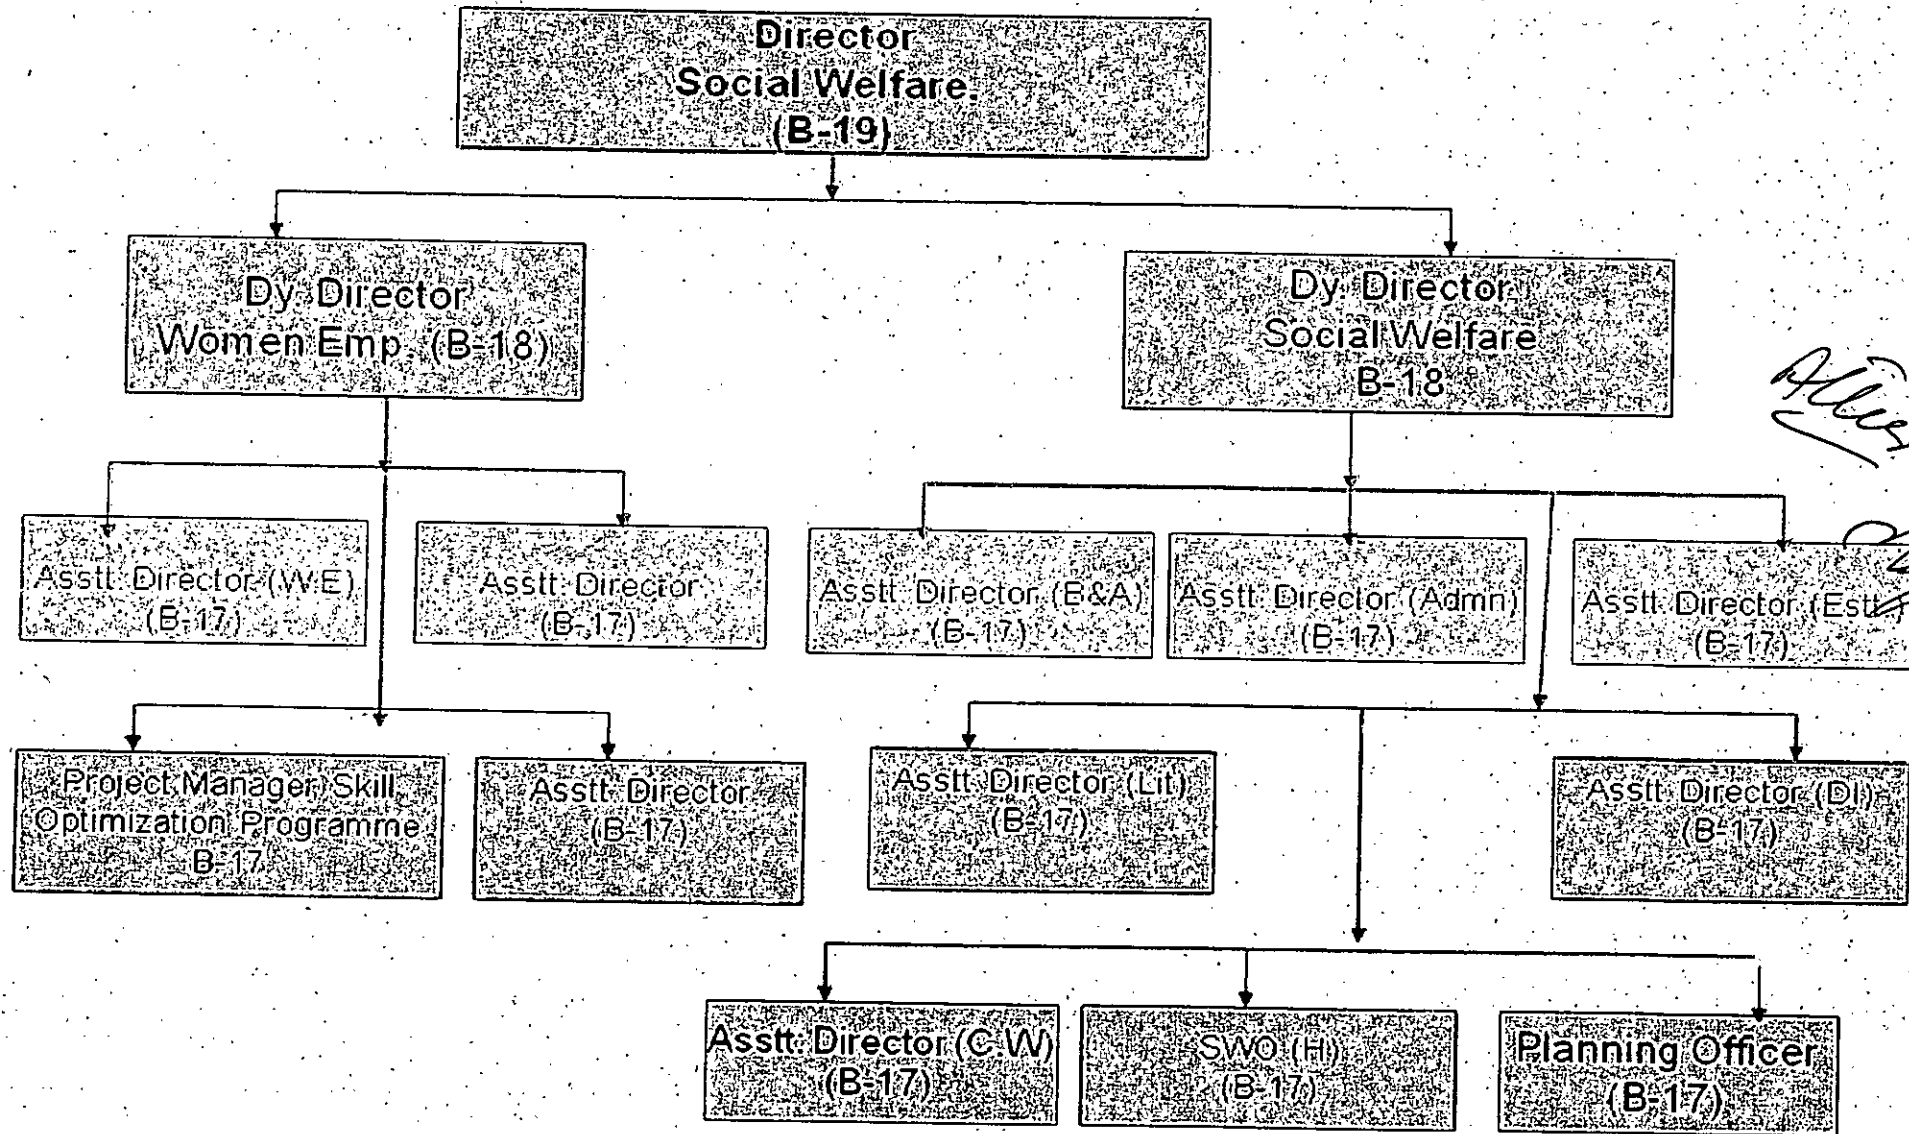 Director
Social Welfare.
(B-19)
Dy. Director
Women Emp. (B-18)
Dy. Director
Social Welfare
B-18
Asstt. Director (W.E)
(B-17)
Asstt. Director
(B-17)
Asstt. Director (B&A)
(B-17)
Asstt. Director (Admn)
(B-17)
Asstt. Director (Estt.)
(B-17)
Project Manager Skill
Optimization Programme
B-17
Asstt. Director
(B-17)
Asstt. Director (Lit)
(B-17)
Asstt. Director (DI)
(B-17)
Asstt. Director (C.W)
(B-17)
SWO (H)
(B-17)
Planning Officer
(B-17)